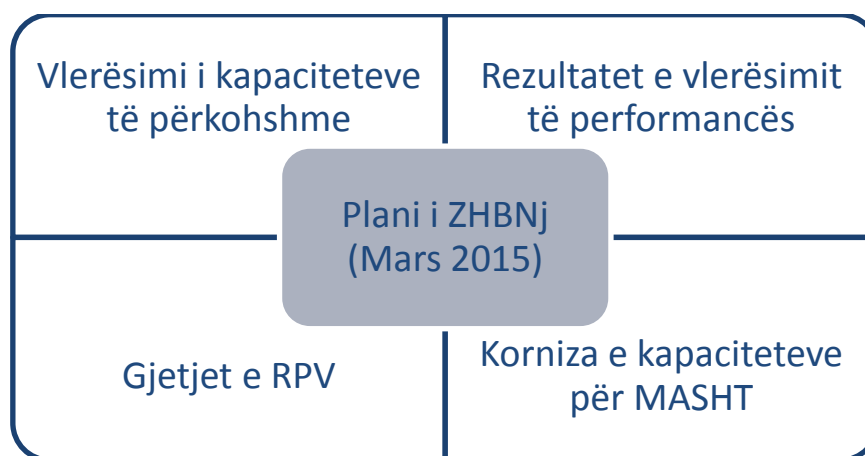 Vlerësimi i kapaciteteve
të përkohshme
Rezultatet e vlerësimit
të performancës
Plani i ZHBNj
(Mars 2015)
Gjetjet e RPV
Korniza e kapaciteteve
për MASHT